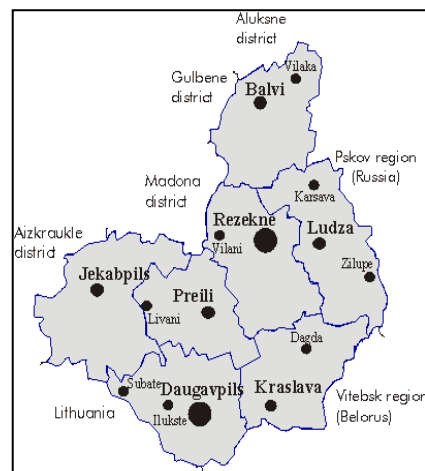 Aluksne
district
Vilaka
Gulbene
district
Balvi
Pskov region
(Russia)
Madona
district
Karsava
Rezekne
Aizkraukle
district
Vilani
Ludza
Zilupe
Jekabpils
Preili
Livani
Dagda
Subate
Daugavpils
Kraslava
Vitebsk region
(Belorus)
Lithuania
Ilukste